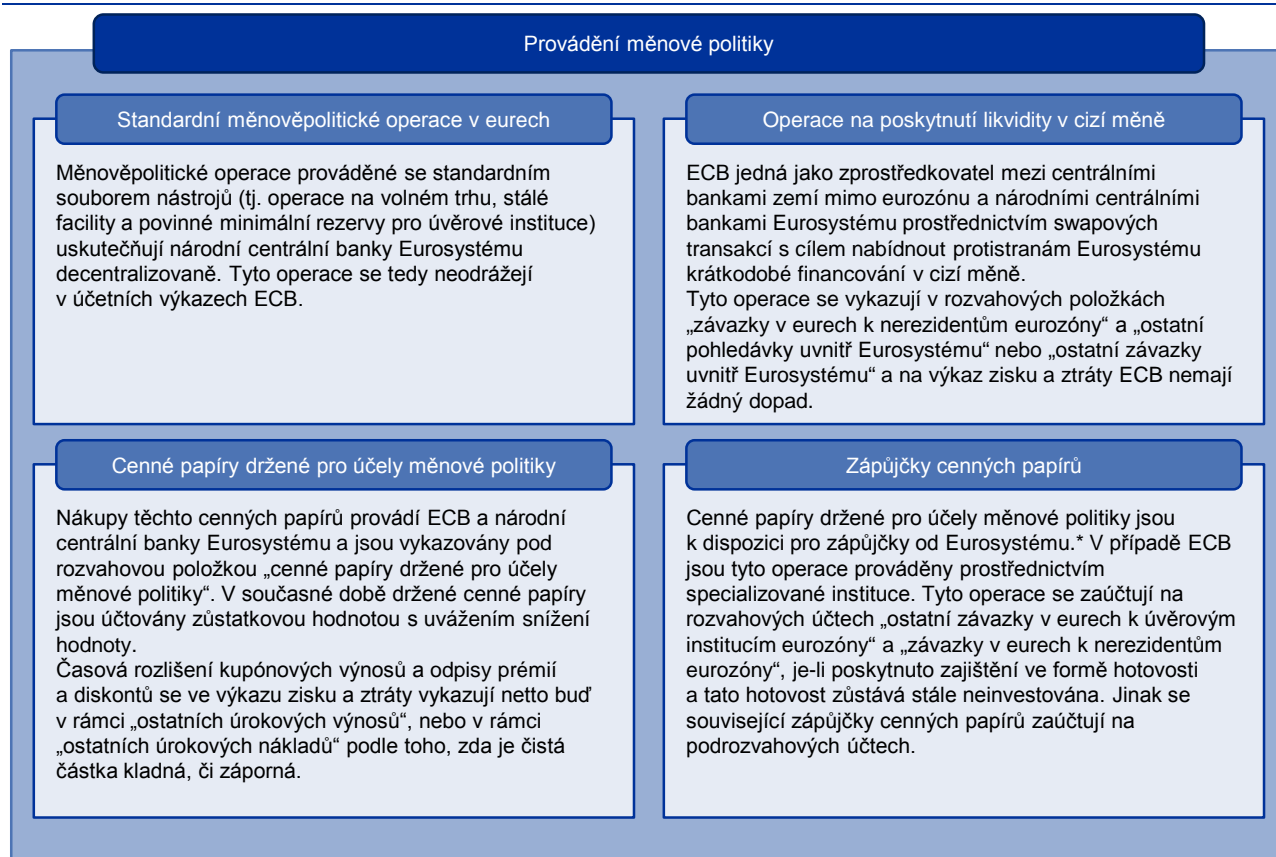 Provádění měnové politiky
Standardní měnověpolitické operace v eurech
Měnověpolitické operace prováděné se standardním
souborem nástrojů (tj. operace na volném trhu, stálé
facility a povinné minimální rezervy pro úvěrové instituce)
uskutečňují národní centrální banky Eurosystému
decentralizovaně. Tyto operace se tedy neodrážejí
v účetních výkazech ECB.
Operace na poskytnutí likvidity v cizí měně
ECB jedná jako zprostředkovatel mezi centrálními
bankami zemí mimo eurozónu a národními centrálními
bankami Eurosystému prostřednictvím swapových
transakcí s cílem nabídnout protistranám Eurosystému
krátkodobé financování v cizí měně.
Tyto operace se vykazují v rozvahových položkách
„závazky v eurech k nerezidentům eurozóny“ a „ostatní
pohledávky uvnitř Eurosystému“ nebo „ostatní závazky
uvnitř Eurosystému“ a na výkaz zisku a ztráty ECB nemají
žádný dopad.
Cenné papíry držené pro účely měnové politiky
Nákupy těchto cenných papírů provádí ECB a národní
centrální banky Eurosystému a jsou vykazovány pod
rozvahovou položkou „cenné papíry držené pro účely
měnové politiky“. V současné době držené cenné papíry
jsou účtovány zůstatkovou hodnotou s uvážením snížení
hodnoty.
Časová rozlišení kupónových výnosů a odpisy prémií
a diskontů se ve výkazu zisku a ztráty vykazují netto buď
v rámci „ostatních úrokových výnosů“, nebo v rámci
„ostatních úrokových nákladů“ podle toho, zda je čistá
částka kladná, či záporná.
Zápůjčky cenných papírů
Cenné papíry držené pro účely měnové politiky jsou
k dispozici pro zápůjčky od Eurosystému.* V případě ECB
jsou tyto operace prováděny prostřednictvím
specializované instituce. Tyto operace se zaúčtují na
rozvahových účtech „ostatní závazky v eurech k úvěrovým
institucím eurozóny“ a „závazky v eurech k nerezidentům
eurozóny“, je-li poskytnuto zajištění ve formě hotovosti
a tato hotovost zůstává stále neinvestována. Jinak se
související zápůjčky cenných papírů zaúčtují na
podrozvahových účtech.